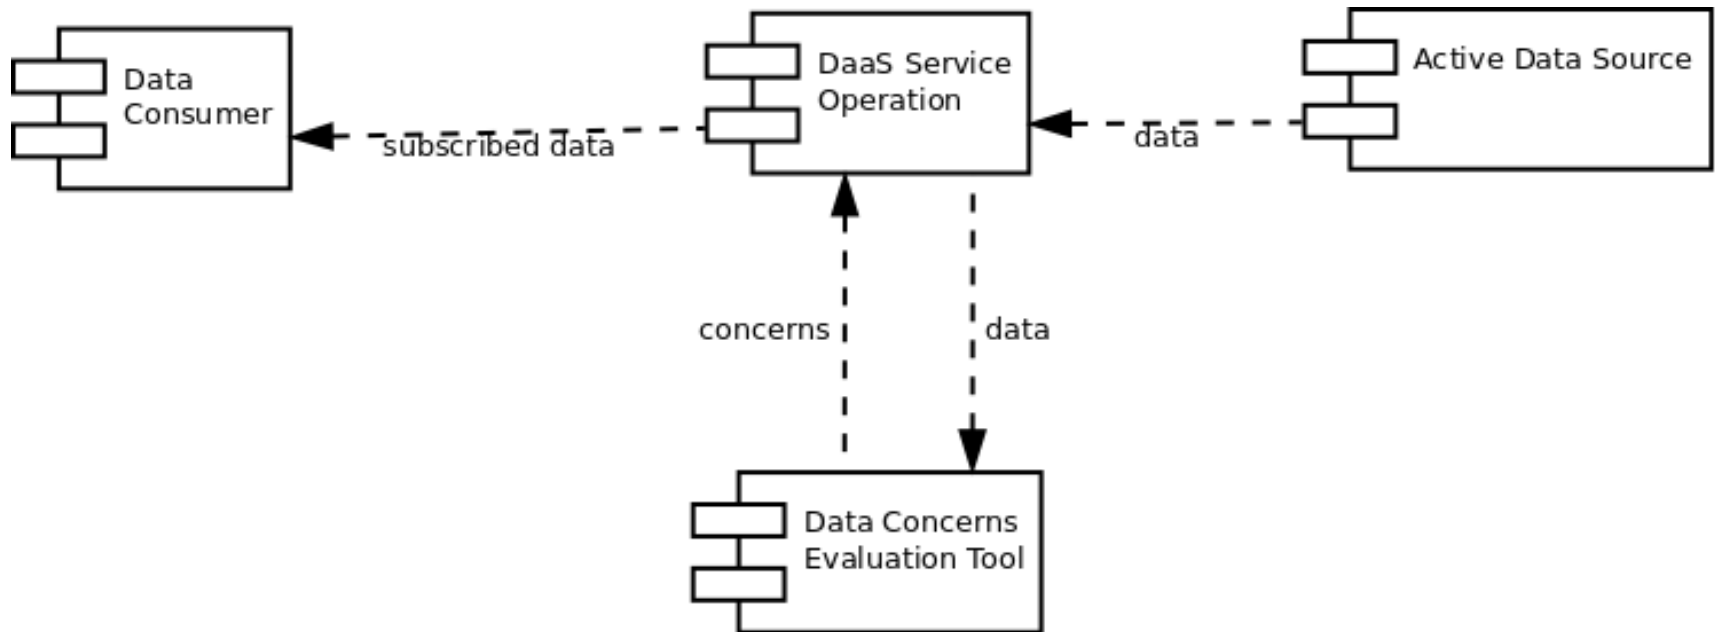 Data
Consumer
subscribed data
DaaS Service
Operation
data
Active Data Source
concerns
data
Data Concerns
Evaluation Tool